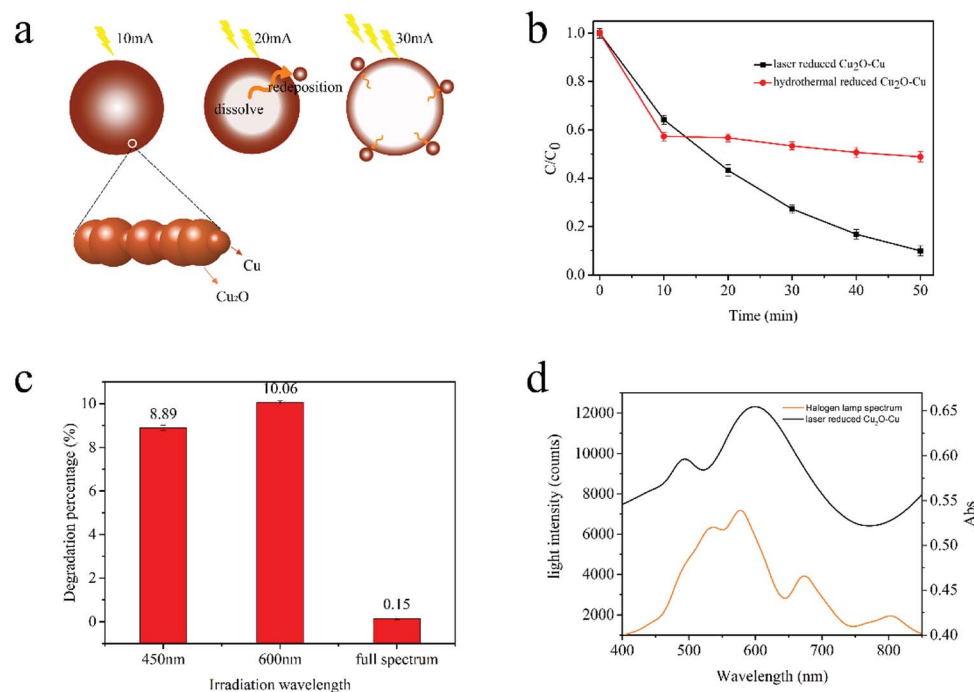 a
10mA
20mA
30mA
redeposition
dissolve
Cu
Cu₂O
b
1.0
0.8
0.6
0.4
0.2
0.0
C/C₀
laser reduced Cu₂O-Cu
hydrothermal reduced Cu₂O-Cu
0 10 20 30 40 50
Time (min)
c
10
8
6
4
2
0
Degradation percentage (%)
8.89
10.06
0.15
450nm 600nm full spectrum
Irradiation wavelength
d
12000
10000
8000
6000
4000
2000
light intensity (counts)
Halogen lamp spectrum
laser reduced Cu₂O-Cu
0.65
0.60
0.55
0.50
0.45
0.40
Abs
400 500 600 700 800
Wavelength (nm)